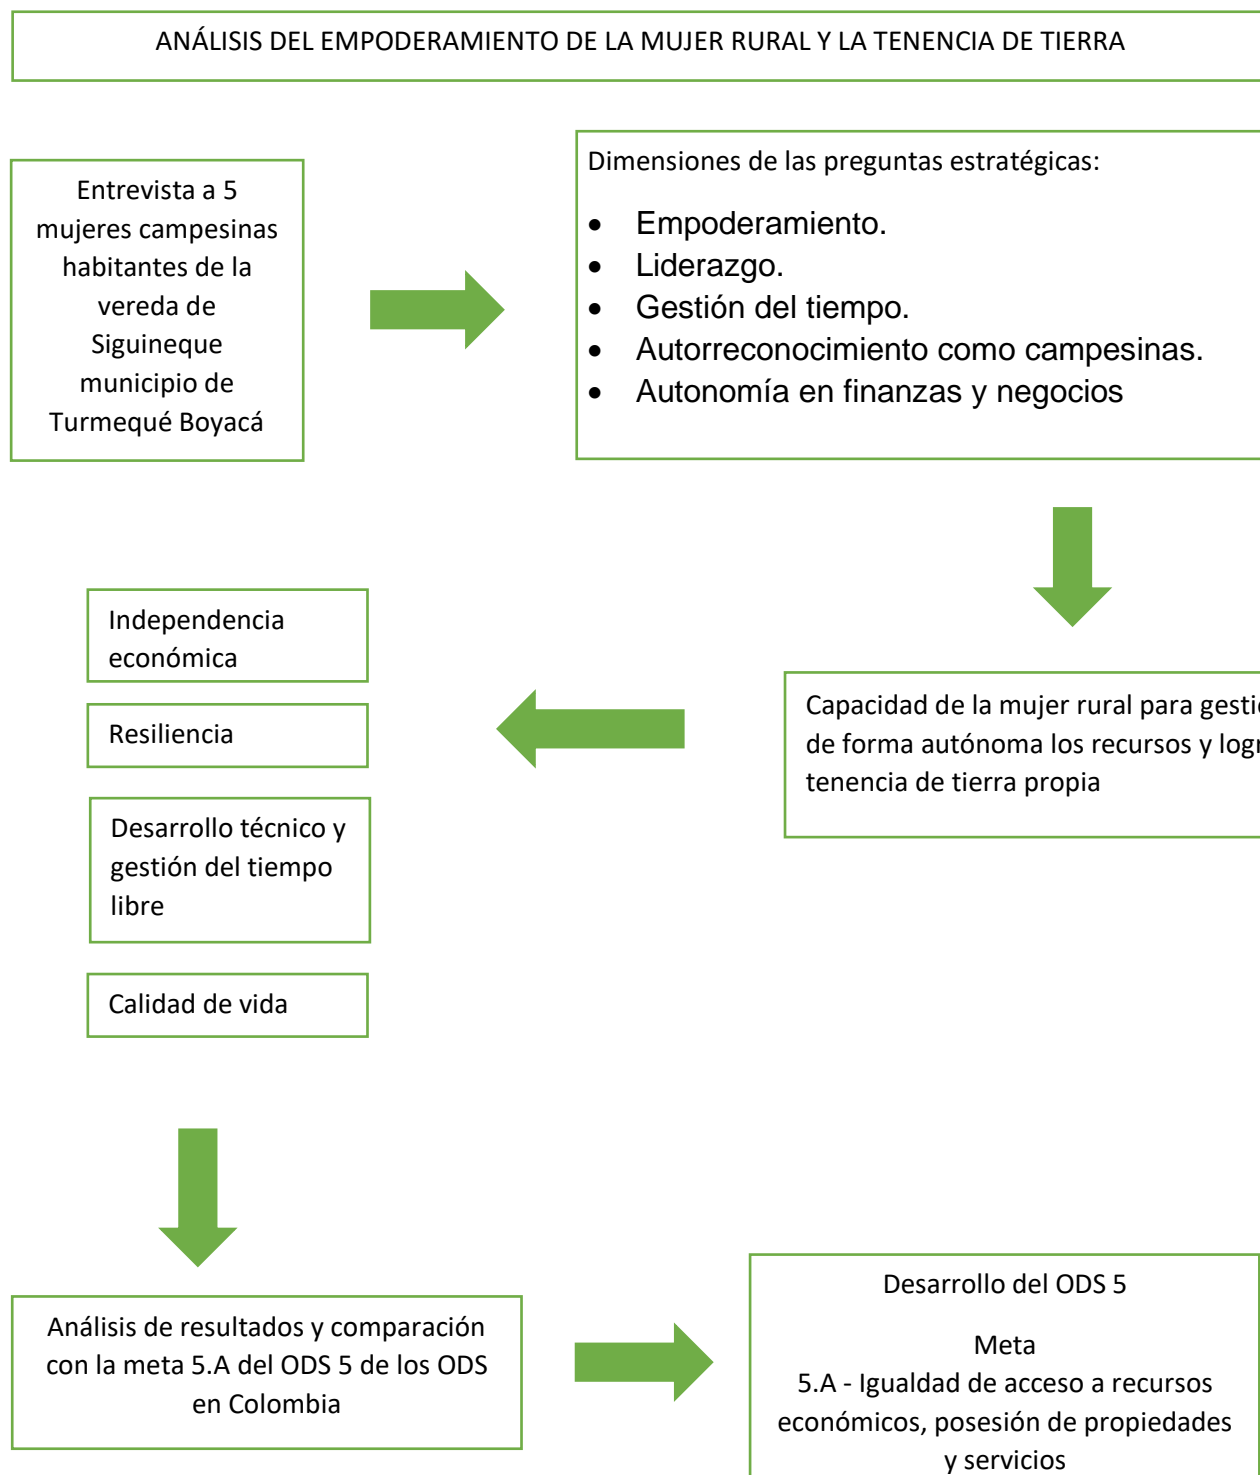 ANÁLISIS DEL EMPODERAMIENTO DE LA MUJER RURAL Y LA TENENCIA DE TIERRA
Entrevista a 5
mujeres campesinas
habitantes de la
vereda de
Siguineque
municipio de
Turmequé Boyacá
Dimensiones de las preguntas estratégicas:
• Empoderamiento.
• Liderazgo.
• Gestión del tiempo.
• Autorreconocimiento como campesinas.
• Autonomía en finanzas y negocios
Capacidad de la mujer rural para
de forma autónoma los recursos y
tenencia de tierra propia
Independencia
económica
Resiliencia
Desarrollo técnico y
gestión del tiempo
libre
Calidad de vida
Análisis de resultados y comparación
con la meta 5.A del ODS 5 de los ODS
en Colombia
Desarrollo del ODS 5
Meta
5.A - Igualdad de acceso a recursos
económicos, posesión de propiedades
y servicios